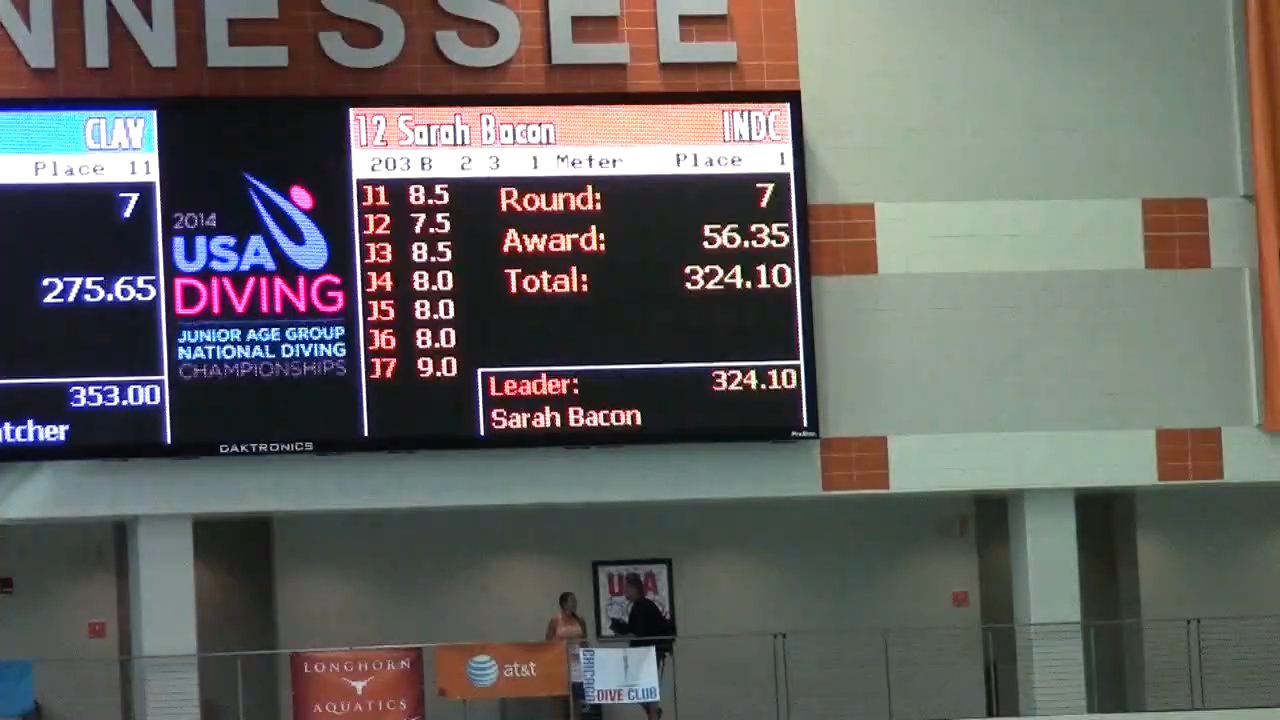 NNESSEE
CLAY
Place 11
7
275.65
353.00
tcher
2014
USA
DIVING
JUNIOR AGE GROUP
NATIONAL DIVING
CHAMPIONSHIPS
12 Sarah Bacon INDC
203 B 2 3 1 Meter Place 1
J1 8.5
J2 7.5
J3 8.5
J4 8.0
J5 8.0
J6 8.0
J7 9.0
Round: 7
Award: 56.35
Total: 324.10
Leader: 324.10
Sarah Bacon
DAKTRONICS
USA
LONGHORN
AQUATICS
at&t
CHICAGO
DIVE CLUB